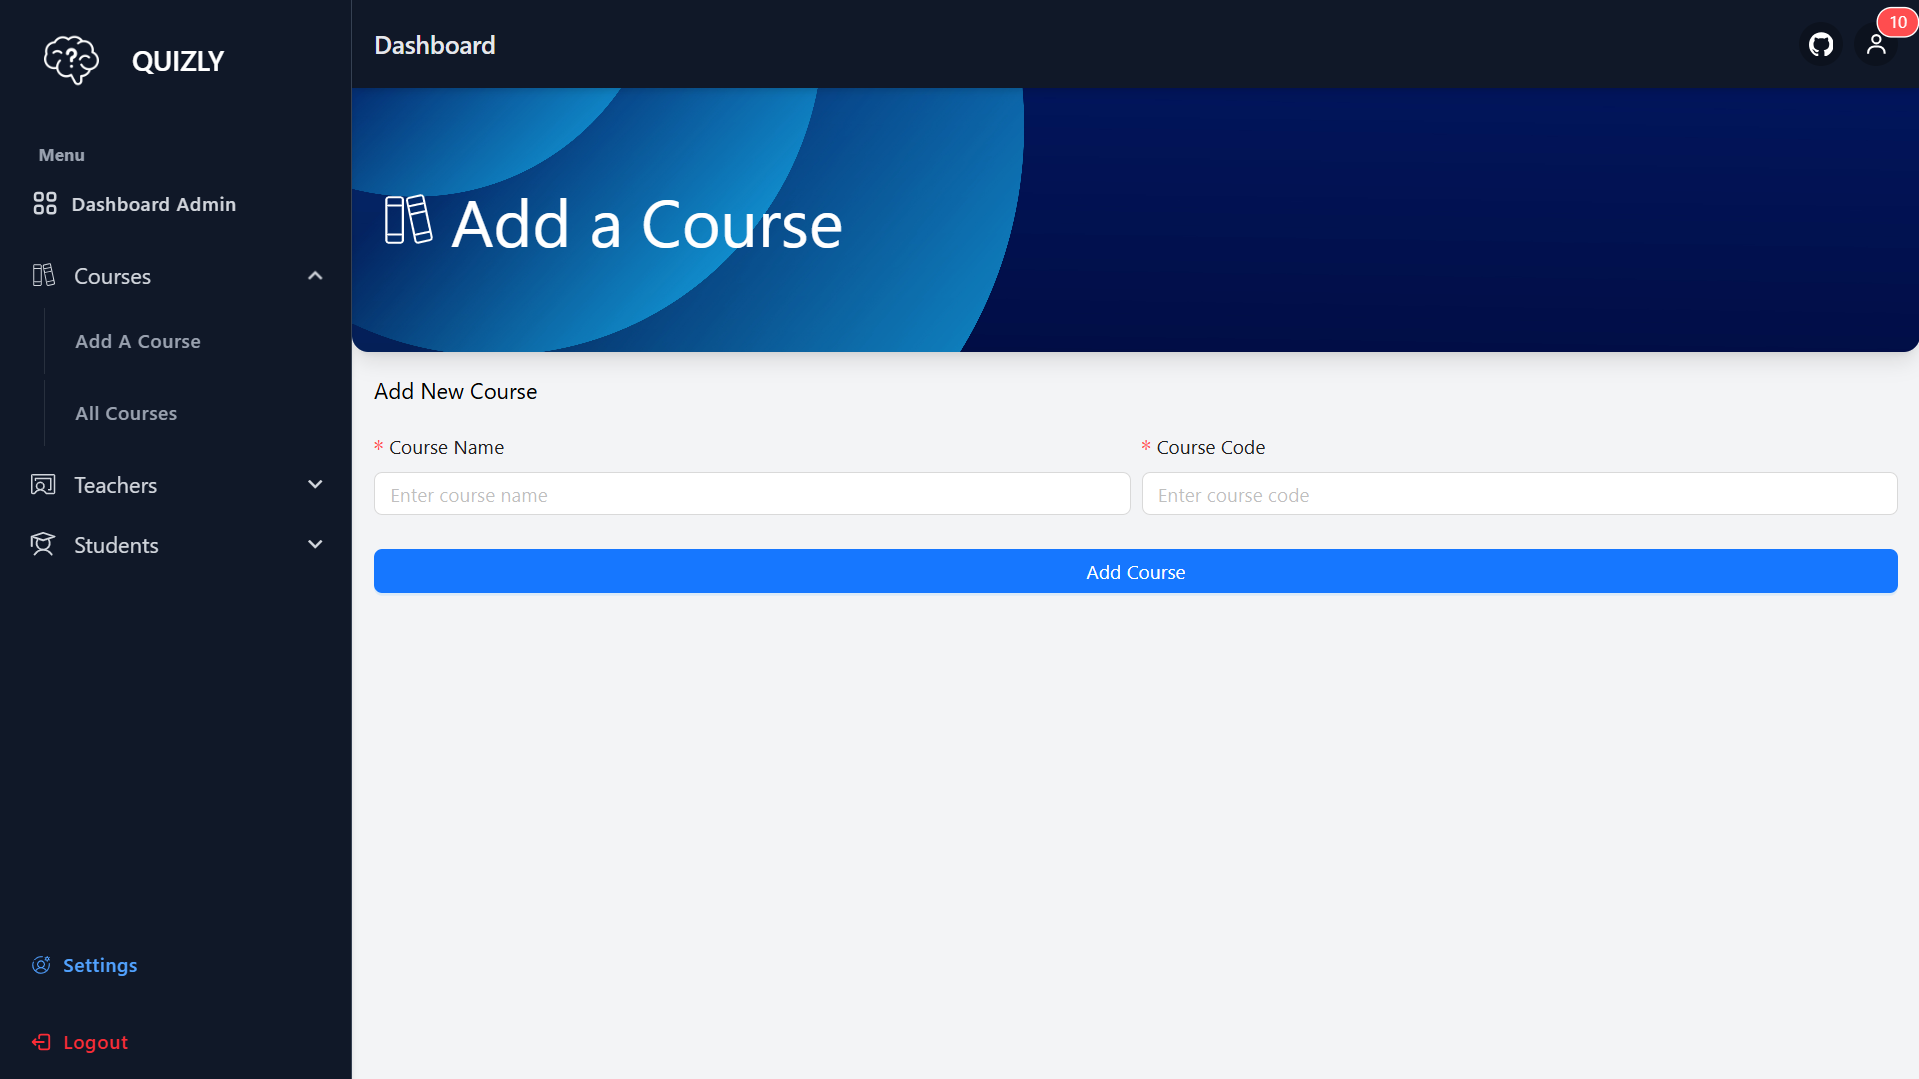 QUIZLY
Menu
Dashboard Admin
Courses
Add A Course
All Courses
Teachers
Students
Settings
Logout
Dashboard
10
Add a Course
Add New Course
* Course Name
* Course Code
Enter course name
Enter course code
Add Course